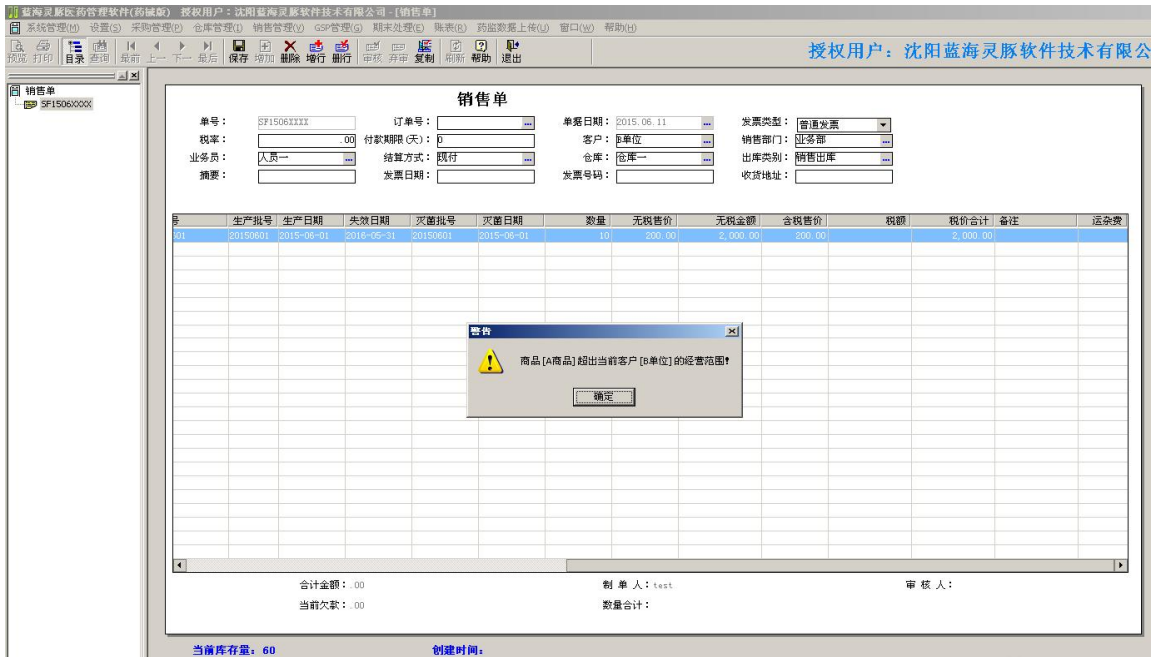 蓝海灵豚医药管理软件(药械版) 授权用户:沈阳蓝海灵豚软件技术有限公司 - [销售单]
系统管理(M) 设置(S) 采购管理(P) 仓库管理(I) 销售管理(V) GSP管理(G) 期末处理(E) 账表(R) 药监数据上传(U) 窗口(W) 帮助(H)
预览 打印 目录 查询 最前 上一 下一 最后 保存 增加 删除 增行 删行 审核 弃审 复制 刷新 帮助 退出
授权用户:沈阳蓝海灵豚软件技术有限公
销售单
SF1506XXXX
销售单
单号: SF1506XXXX 订单号: 单据日期: 2015.06.11 发票类型: 普通发票
税率: .00 付款期限(天): 0 客户: B单位 销售部门: 业务部
业务员: 人员一 结算方式: 现付 仓库: 仓库一 出库类别: 销售出库
摘要: 发票日期: 发票号码: 收货地址:
号 生产批号 生产日期 失效日期 灭菌批号 灭菌日期 数量 无税售价 无税金额 含税售价 税额 税价合计 备注 运杂费
601 20150601 2015-06-01 2016-05-31 20150601 2015-06-01 10 200.00 2,000.00 200.00 2,000.00
警告
商品[A商品]超出当前客户[B单位]的经营范围!
确定
合计金额: .00 制 单 人: test 审 核 人:
当前欠款: .00 数量合计:
当前库存量: 60 创建时间: